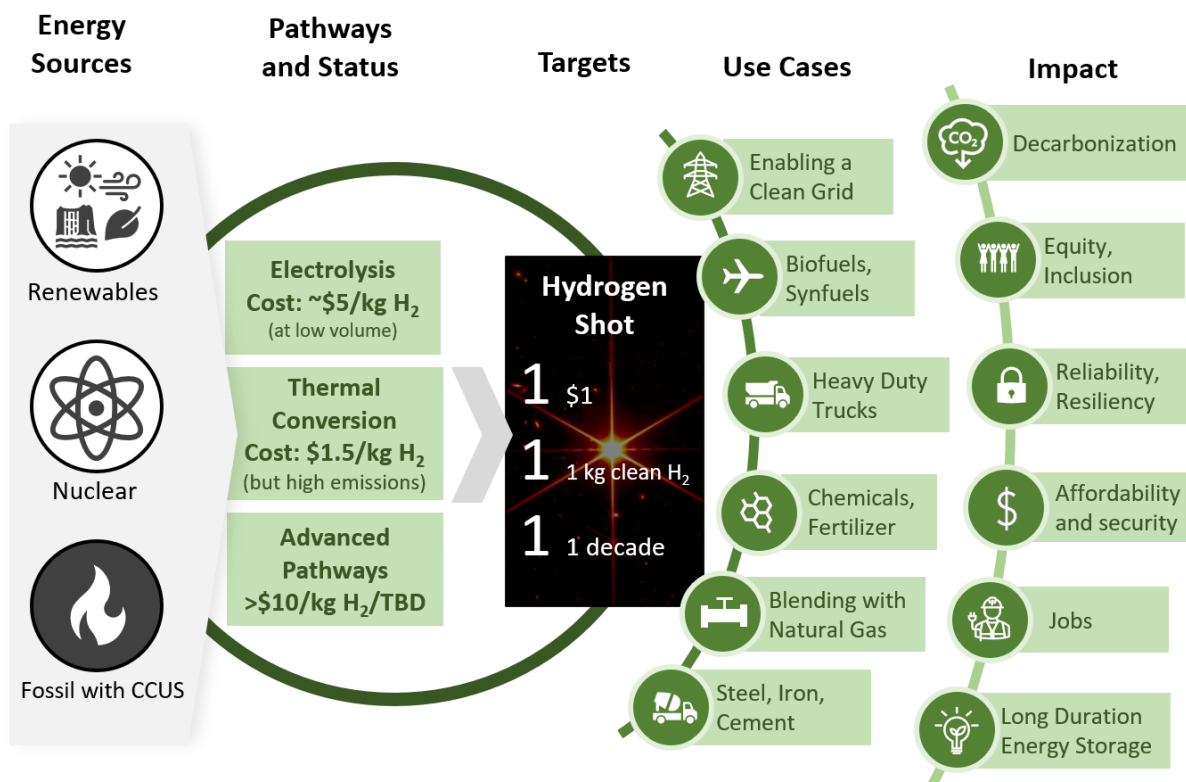 Energy
Sources
Pathways
and Status
Targets
Use Cases
Impact
Renewables
Nuclear
Fossil with CCUS
Electrolysis
Cost: ~$5/kg H₂
(at low volume)
Thermal
Conversion
Cost: $1.5/kg H₂
(but high emissions)
Advanced
Pathways
>$10/kg H₂/TBD
Hydrogen
Shot
1 $1
1 1 kg clean H₂
1 1 decade
Enabling a
Clean Grid
Biofuels,
Synfuels
Heavy Duty
Trucks
Chemicals,
Fertilizer
Blending with
Natural Gas
Steel, Iron,
Cement
CO₂
Decarbonization
Equity,
Inclusion
Reliability,
Resiliency
$
Affordability
and security
Jobs
Long Duration
Energy Storage